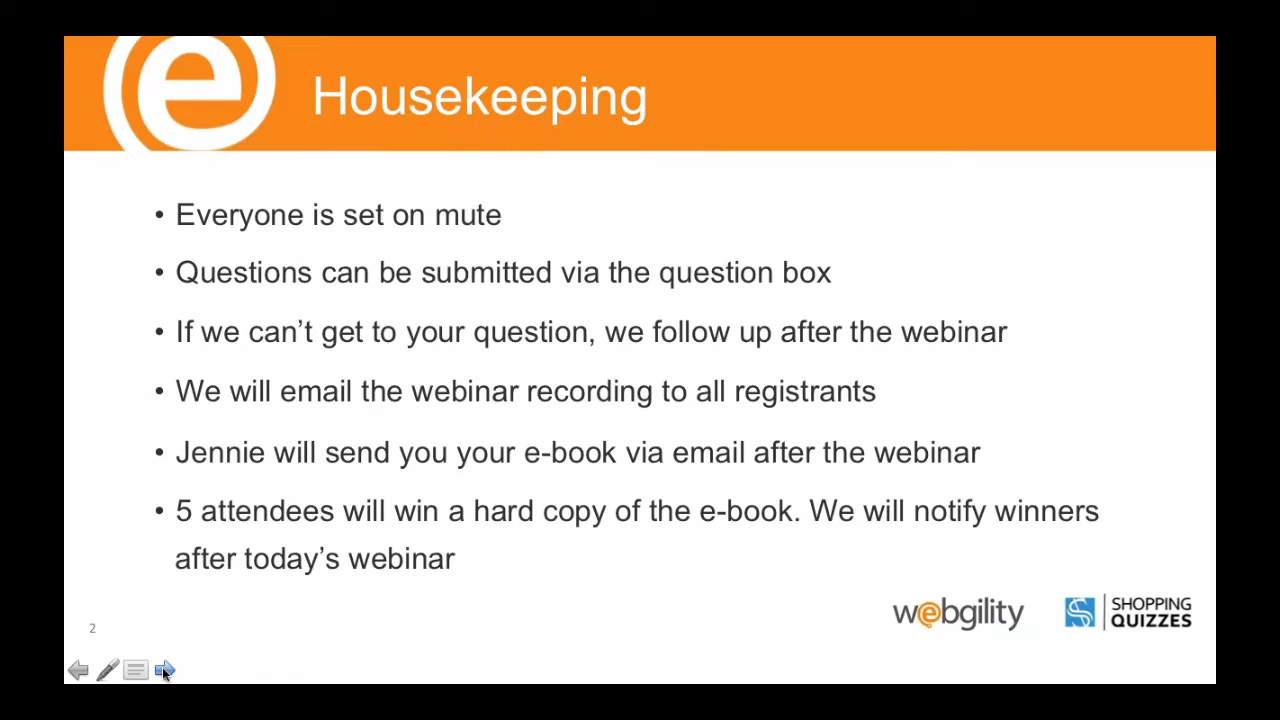 e
Housekeeping
• Everyone is set on mute
• Questions can be submitted via the question box
• If we can’t get to your question, we follow up after the webinar
• We will email the webinar recording to all registrants
• Jennie will send you your e-book via email after the webinar
• 5 attendees will win a hard copy of the e-book. We will notify winners
after today’s webinar
webgility
SHOPPING
QUIZZES
2